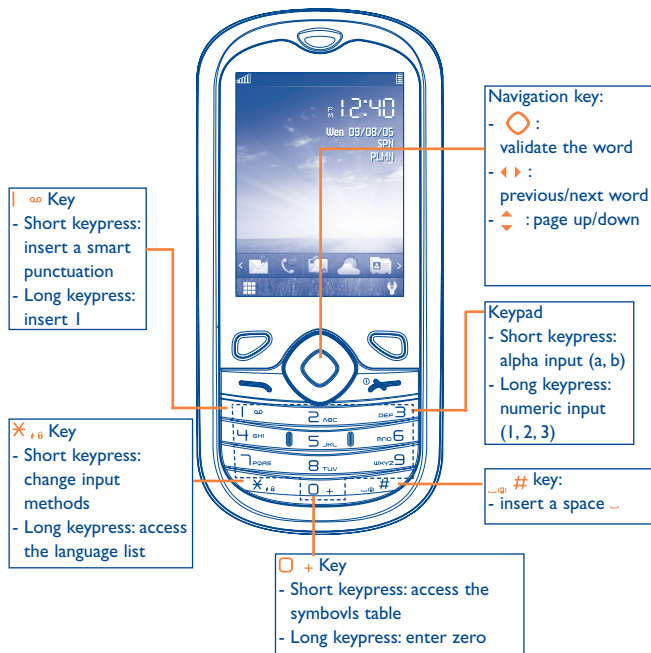 PM 12:40
Wen 09/08/05
SPN
PLMN
Navigation key:
- :
validate the word
- :
previous/next word
- : page up/down
1 Key
- Short keypress:
insert a smart
punctuation
- Long keypress:
insert 1
Keypad
- Short keypress:
alpha input (a, b)
- Long keypress:
numeric input
(1, 2, 3)
1 2 ABC DEF 3
4 GHI 5 JKL MNO 6
7 PQRS 8 TUV WXYZ 9
* 0 + #
* Key
- Short keypress:
change input
methods
- Long keypress: access
the language list
# key:
- insert a space
0 + Key
- Short keypress: access the
symbovls table
- Long keypress: enter zero